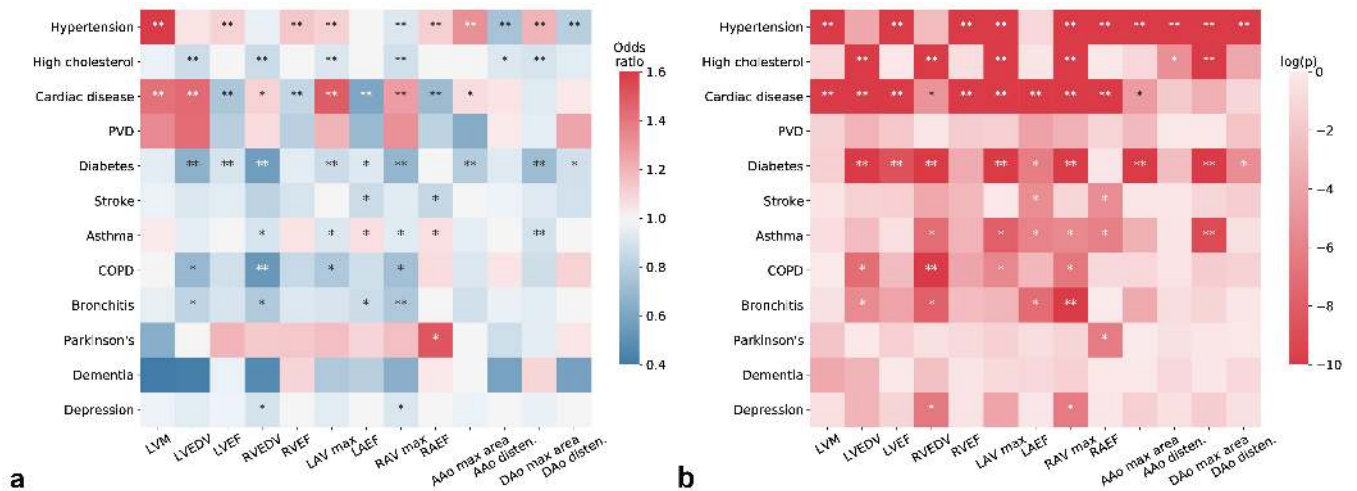 Hypertension
High cholesterol
Cardiac disease
PVD
Diabetes
Stroke
Asthma
COPD
Bronchitis
Parkinson's
Dementia
Depression
LVM
LVEDV
LVEF
RVEDV
RVEF
LAV max
LAEF
RAV max
RAEF
AAo max area
AAo disten.
DAo max area
DAo disten.
Odds
ratio
1.6
1.4
1.2
1.0
0.8
0.6
0.4
a
Hypertension
High cholesterol
Cardiac disease
PVD
Diabetes
Stroke
Asthma
COPD
Bronchitis
Parkinson's
Dementia
Depression
LVM
LVEDV
LVEF
RVEDV
RVEF
LAV max
LAEF
RAV max
RAEF
AAo max area
AAo disten.
DAo max area
DAo disten.
log(p)
0
−2
−4
−6
−8
−10
b